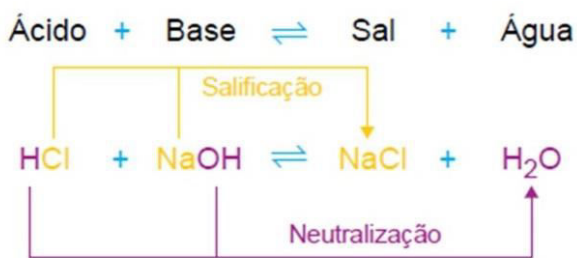 Ácido + Base ⇌ Sal + Água
Salificação
HCl + NaOH ⇌ NaCl + H₂O
Neutralização